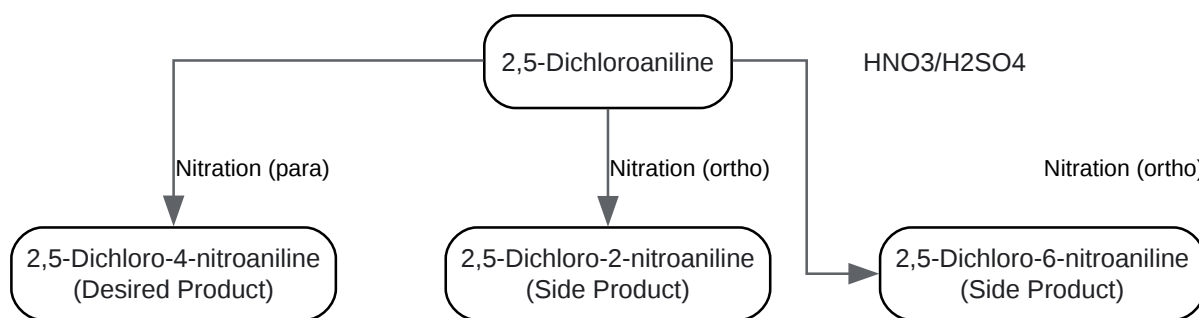 2,5-Dichloroaniline
HNO3/H2SO4
Nitration (para)
Nitration (ortho)
Nitration (ortho)
2,5-Dichloro-4-nitroaniline
(Desired Product)
2,5-Dichloro-2-nitroaniline
(Side Product)
2,5-Dichloro-6-nitroaniline
(Side Product)